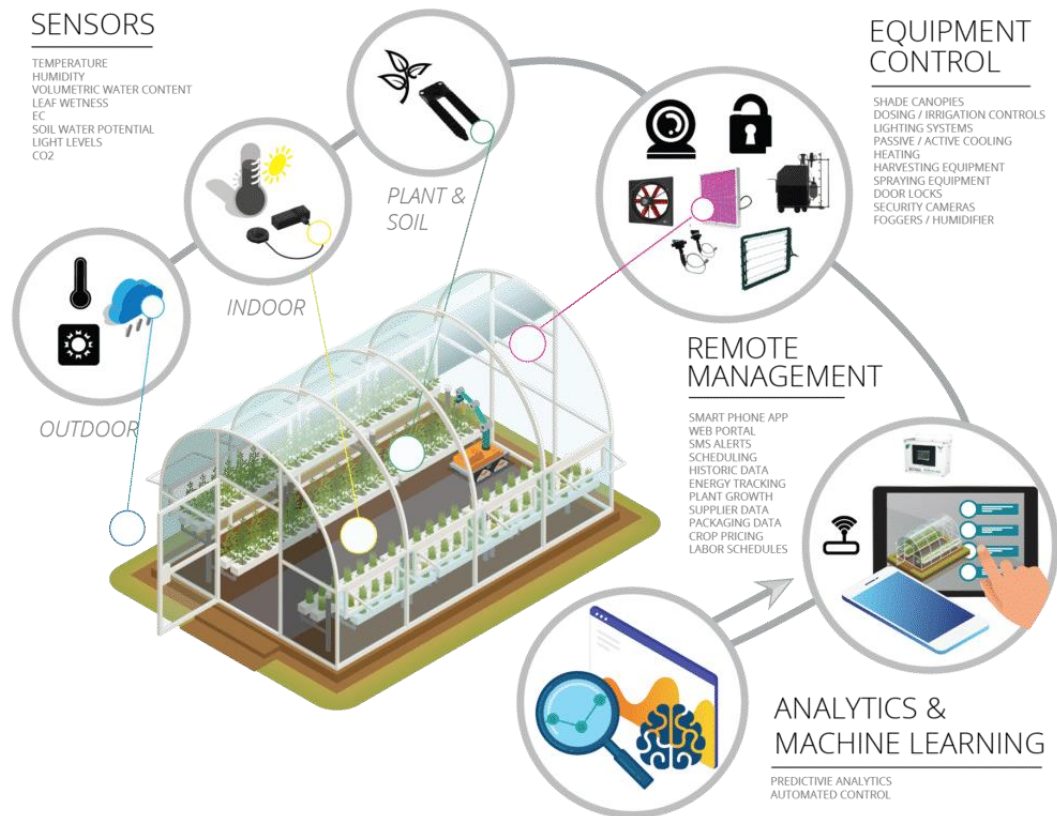 SENSORS
TEMPERATURE
HUMIDITY
VOLUMETRIC WATER CONTENT
LEAF WETNESS
EC
SOIL WATER POTENTIAL
LIGHT LEVELS
CO2
PLANT &
SOIL
INDOOR
OUTDOOR
EQUIPMENT
CONTROL
SHADE CANOPIES
DOSING / IRRIGATION CONTROLS
LIGHTING SYSTEMS
PASSIVE / ACTIVE COOLING
HEATING
HARVESTING EQUIPMENT
SPRAYING EQUIPMENT
DOOR LOCKS
SECURITY CAMERAS
FOGGERS / HUMIDIFIER
REMOTE
MANAGEMENT
SMART PHONE APP
WEB PORTAL
SMS ALERTS
SCHEDULING
HISTORIC DATA
ENERGY TRACKING
PLANT GROWTH
SUPPLIER DATA
PACKAGING DATA
CROP PRICING
LABOR SCHEDULES
ANALYTICS &
MACHINE LEARNING
PREDICTIVIE ANALYTICS
AUTOMATED CONTROL